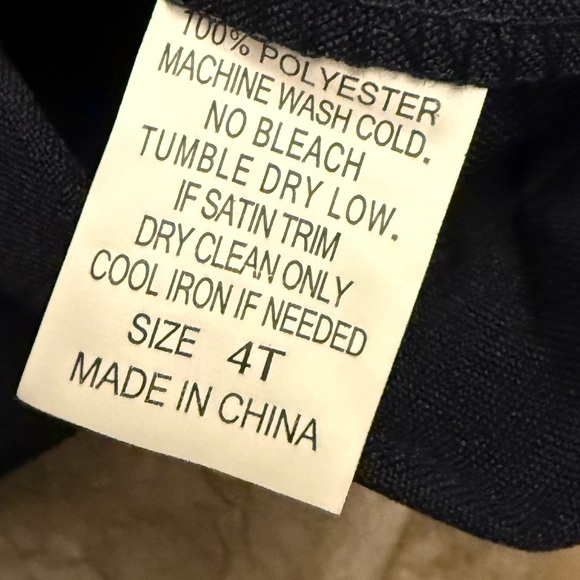 100% POLYESTER
MACHINE WASH COLD.
NO BLEACH
TUMBLE DRY LOW.
IF SATIN TRIM
DRY CLEAN ONLY
COOL IRON IF NEEDED
SIZE 4T
MADE IN CHINA